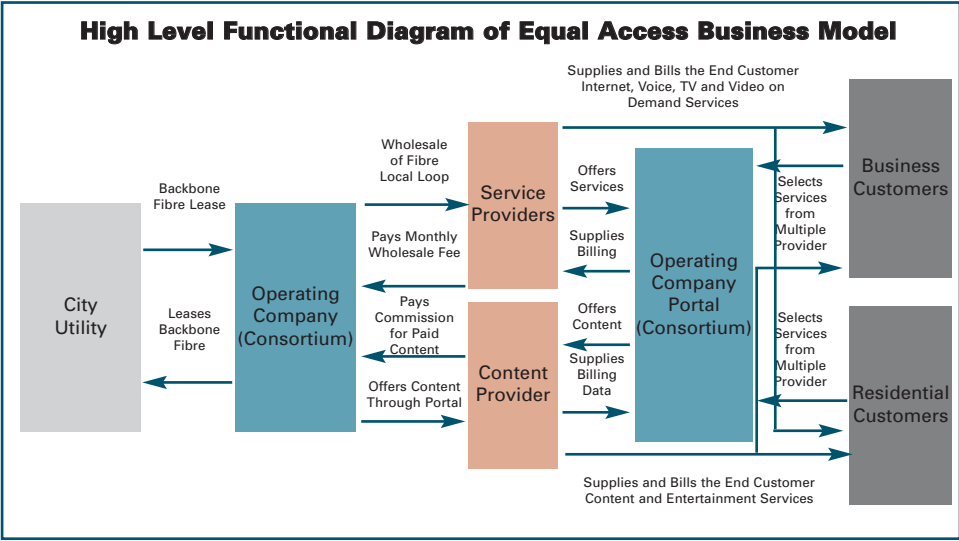 High Level Functional Diagram of Equal Access Business Model
Supplies and Bills the End Customer
Internet, Voice, TV and Video on
Demand Services
Wholesale
of Fibre
Local Loop
Backbone
Fibre Lease
Service
Providers
Offers
Services
Business
Customers
Selects
Services
from
Multiple
Provider
Pays Monthly
Wholesale Fee
Supplies
Billing
City
Utility
Leases
Backbone
Fibre
Operating
Company
(Consortium)
Operating
Company
Portal
(Consortium)
Pays
Commission
for Paid
Content
Offers
Content
Selects
Services
from
Multiple
Provider
Content
Provider
Supplies
Billing
Data
Offers Content
Through Portal
Residential
Customers
Supplies and Bills the End Customer
Content and Entertainment Services